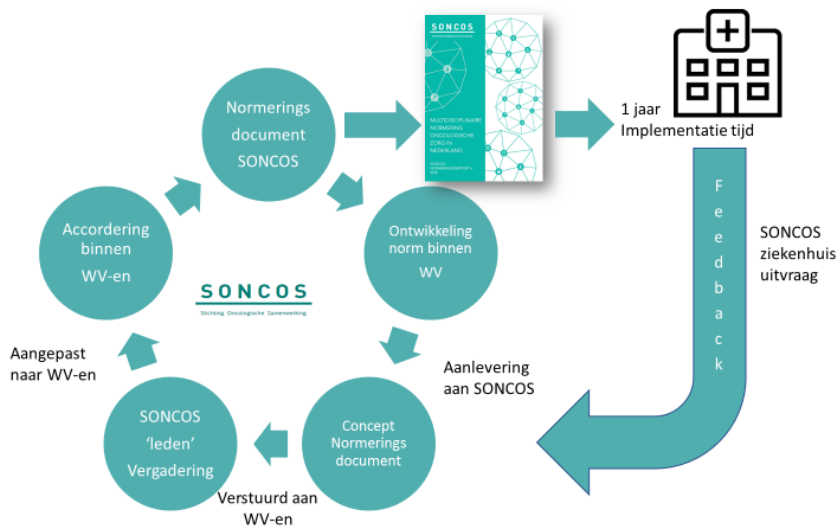 Normerings
document
SONCOS
SONCOS
MULTIDISCIPLINAIRE
NORMERING
ONCOLOGISCHE
ZORG IN
NEDERLAND
SONCOS
1 jaar
Implementatie tijd
Feedback
SONCOS
ziekenhuis
uitvraag
Ontwikkeling
norm binnen
WV
Aanlevering
aan SONCOS
Concept
Normerings
document
Verstuurd aan
WV-en
SONCOS
‘leden’
Vergadering
Aangepast
naar WV-en
Accordering
binnen
WV-en
SONCOS
Stichting Oncologische Samenwerking